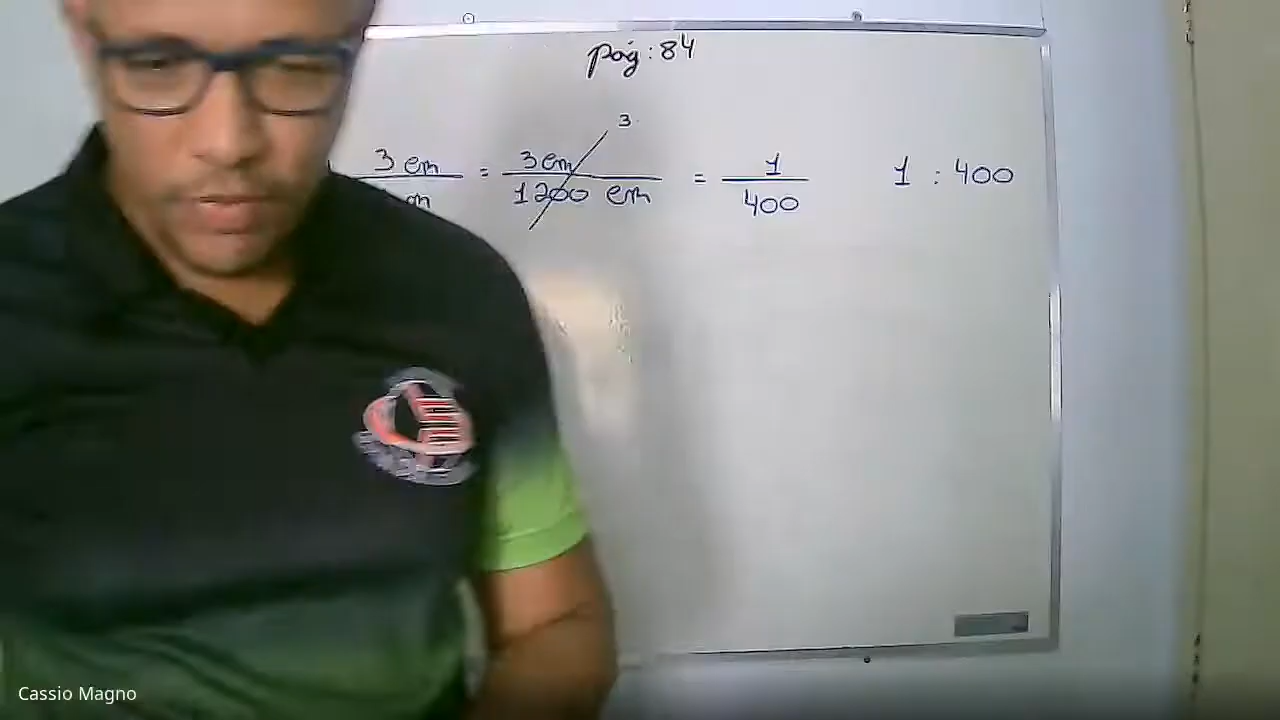 pág: 84
3
3 cm = 3 cm = 1 1 : 400
m 1200 cm 400
Cassio Magno